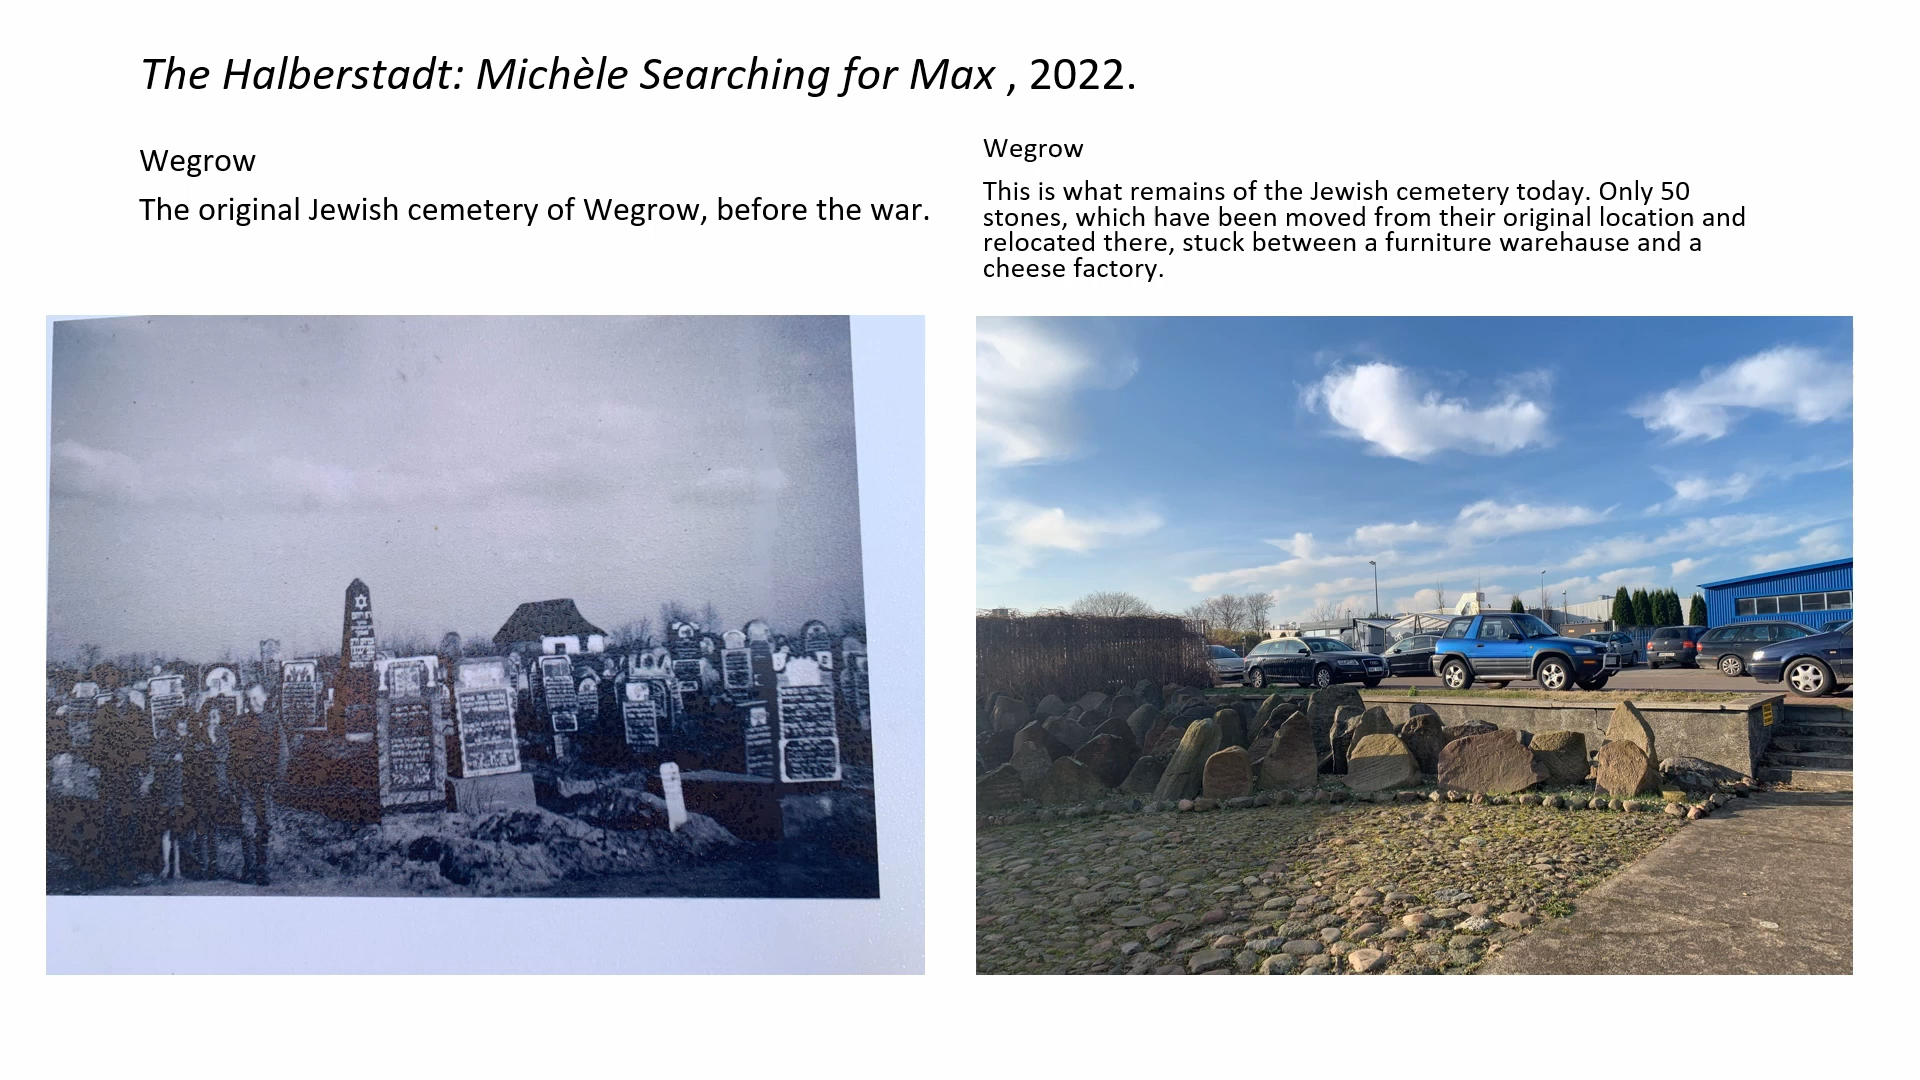 The Halberstadt: Michèle Searching for Max , 2022.
Wegrow
The original Jewish cemetery of Wegrow, before the war.
Wegrow
This is what remains of the Jewish cemetery today. Only 50
stones, which have been moved from their original location and
relocated there, stuck between a furniture warehause and a
cheese factory.